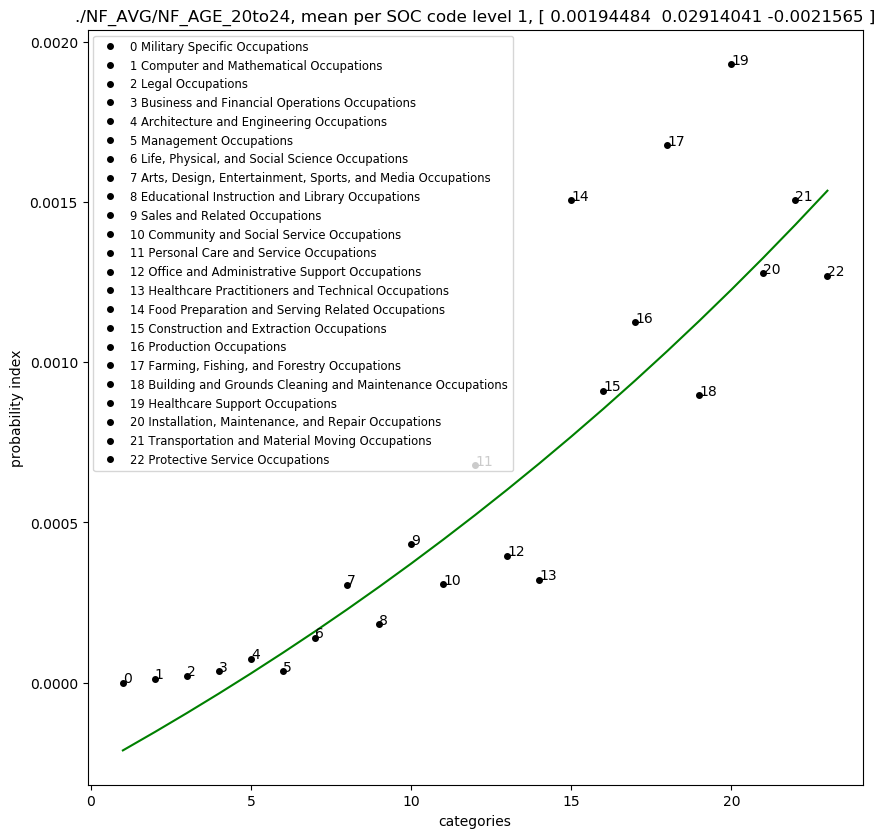 ./NF_AVG/NF_AGE_20to24, mean per SOC code level 1, [ 0.00194484  0.02914041 -0.0021565 ]
0 Military Specific Occupations
1 Computer and Mathematical Occupations
2 Legal Occupations
3 Business and Financial Operations Occupations
4 Architecture and Engineering Occupations
5 Management Occupations
6 Life, Physical, and Social Science Occupations
7 Arts, Design, Entertainment, Sports, and Media Occupations
8 Educational Instruction and Library Occupations
9 Sales and Related Occupations
10 Community and Social Service Occupations
11 Personal Care and Service Occupations
12 Office and Administrative Support Occupations
13 Healthcare Practitioners and Technical Occupations
14 Food Preparation and Serving Related Occupations
15 Construction and Extraction Occupations
16 Production Occupations
17 Farming, Fishing, and Forestry Occupations
18 Building and Grounds Cleaning and Maintenance Occupations
19 Healthcare Support Occupations
20 Installation, Maintenance, and Repair Occupations
21 Transportation and Material Moving Occupations
22 Protective Service Occupations
0.0020
0.0015
0.0010
0.0005
0.0000
probability index
0
1
2
3
4
5
6
7
8
9
10
11
12
13
14
15
16
17
18
19
20
21
22
0
5
10
15
20
categories